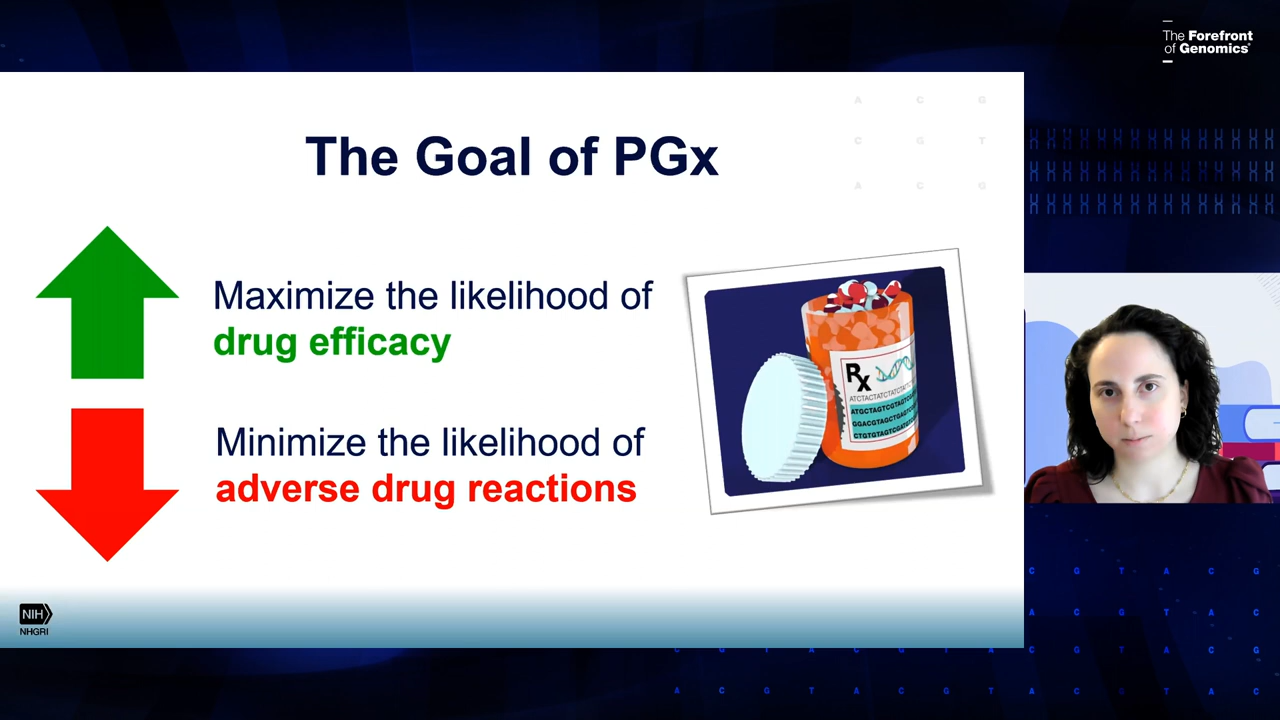 The Forefront
of Genomics®
The Goal of PGx
Maximize the likelihood of
drug efficacy
Minimize the likelihood of
adverse drug reactions
Rx
NIH
NHGRI
A C G
C G T
A C G
C G T A C G
A C G T A C
C G T A C G T A C G T A C G
A C G T A C G T A C G T A C